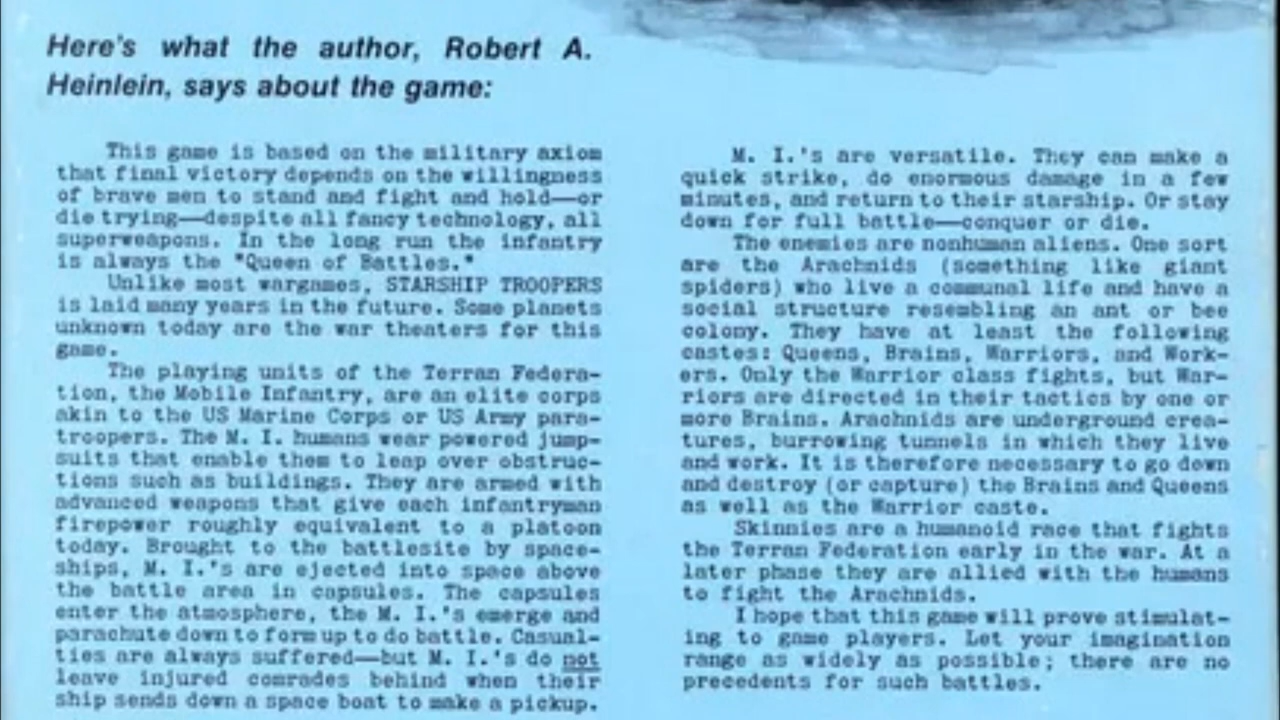 Here's what the author, Robert A.
Heinlein, says about the game:
This game is based on the military axiom
that final victory depends on the willingness
of brave men to stand and fight and hold—or
die trying—despite all fancy technology, all
superweapons. In the long run the infantry
is always the "Queen of Battles."
Unlike most wargames, STARSHIP TROOPERS
is laid many years in the future. Some planets
unknown today are the war theaters for this
game.
The playing units of the Terran Federa-
tion, the Mobile Infantry, are an elite corps
akin to the US Marine Corps or US Army para-
troopers. The M. I. humans wear powered jump-
suits that enable them to leap over obstruc-
tions such as buildings. They are armed with
advanced weapons that give each infantryman
firepower roughly equivalent to a platoon
today. Brought to the battlesite by space-
ships, M. I.'s are ejected into space above
the battle area in capsules. The capsules
enter the atmosphere, the M. I.'s emerge and
parachute down to form up to do battle. Casual-
ties are always suffered—but M. I.'s do not
leave injured comrades behind when their
ship sends down a space boat to make a pickup.
M. I.'s are versatile. They can make a
quick strike, do enormous damage in a few
minutes, and return to their starship. Or stay
down for full battle—conquer or die.
The enemies are nonhuman aliens. One sort
are the Arachnids (something like giant
spiders) who live a communal life and have a
social structure resembling an ant or bee
colony. They have at least the following
castes: Queens, Brains, Warriors, and Work-
ers. Only the Warrior class fights, but War-
riors are directed in their tactics by one or
more Brains. Arachnids are underground crea-
tures, burrowing tunnels in which they live
and work. It is therefore necessary to go down
and destroy (or capture) the Brains and Queens
as well as the Warrior caste.
Skinnies are a humanoid race that fights
the Terran Federation early in the war. At a
later phase they are allied with the humans
to fight the Arachnids.
I hope that this game will prove stimulat-
ing to game players. Let your imagination
range as widely as possible; there are no
precedents for such battles.